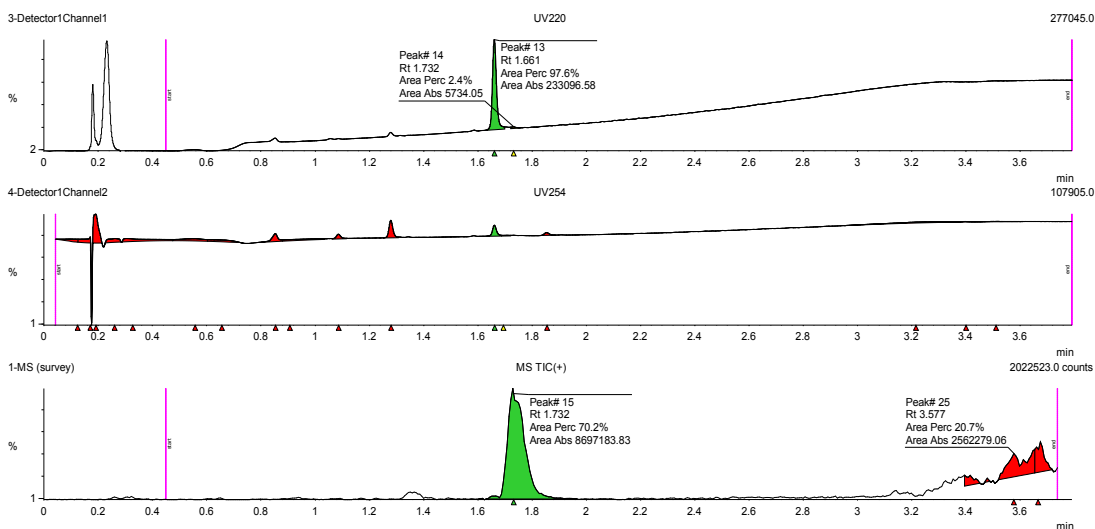 3-Detector1Channel1 UV220 277045.0
Peak# 14
Rt 1.732
Area Perc 2.4%
Area Abs 5734.05
Peak# 13
Rt 1.661
Area Perc 97.6%
Area Abs 233096.58
%
start
end
2
0 0.2 0.4 0.6 0.8 1 1.2 1.4 1.6 1.8 2 2.2 2.4 2.6 2.8 3 3.2 3.4 3.6
min
4-Detector1Channel2 UV254 107905.0
%
start
end
1
0 0.2 0.4 0.6 0.8 1 1.2 1.4 1.6 1.8 2 2.2 2.4 2.6 2.8 3 3.2 3.4 3.6
min
1-MS (survey) MS TIC(+) 2022523.0 counts
Peak# 15
Rt 1.732
Area Perc 70.2%
Area Abs 8697183.83
Peak# 25
Rt 3.577
Area Perc 20.7%
Area Abs 2562279.06
%
start
end
1
0 0.2 0.4 0.6 0.8 1 1.2 1.4 1.6 1.8 2 2.2 2.4 2.6 2.8 3 3.2 3.4 3.6
min